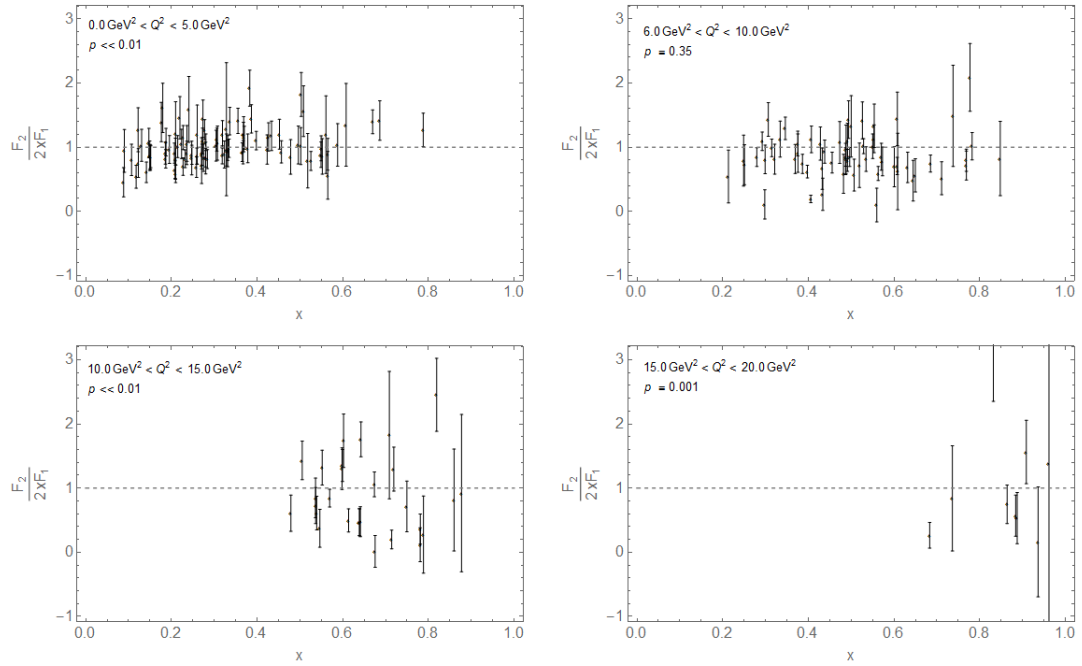 0.0 GeV² < Q² < 5.0 GeV²
p << 0.01
3
2
1
0
−1
F₂
2xF₁
0.0 0.2 0.4 0.6 0.8 1.0
x
6.0 GeV² < Q² < 10.0 GeV²
p = 0.35
3
2
1
0
−1
F₂
2xF₁
0.0 0.2 0.4 0.6 0.8 1.0
x
10.0 GeV² < Q² < 15.0 GeV²
p << 0.01
3
2
1
0
−1
F₂
2xF₁
0.0 0.2 0.4 0.6 0.8 1.0
x
15.0 GeV² < Q² < 20.0 GeV²
p = 0.001
3
2
1
0
−1
F₂
2xF₁
0.0 0.2 0.4 0.6 0.8 1.0
x